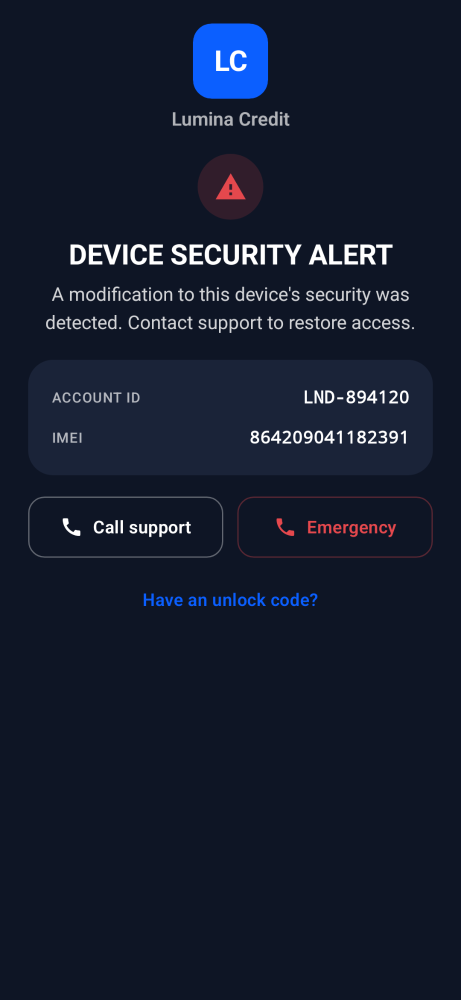 LC
Lumina Credit
DEVICE SECURITY ALERT
A modification to this device's security was
detected. Contact support to restore access.
ACCOUNT ID LND-894120
IMEI 864209041182391
Call support Emergency
Have an unlock code?